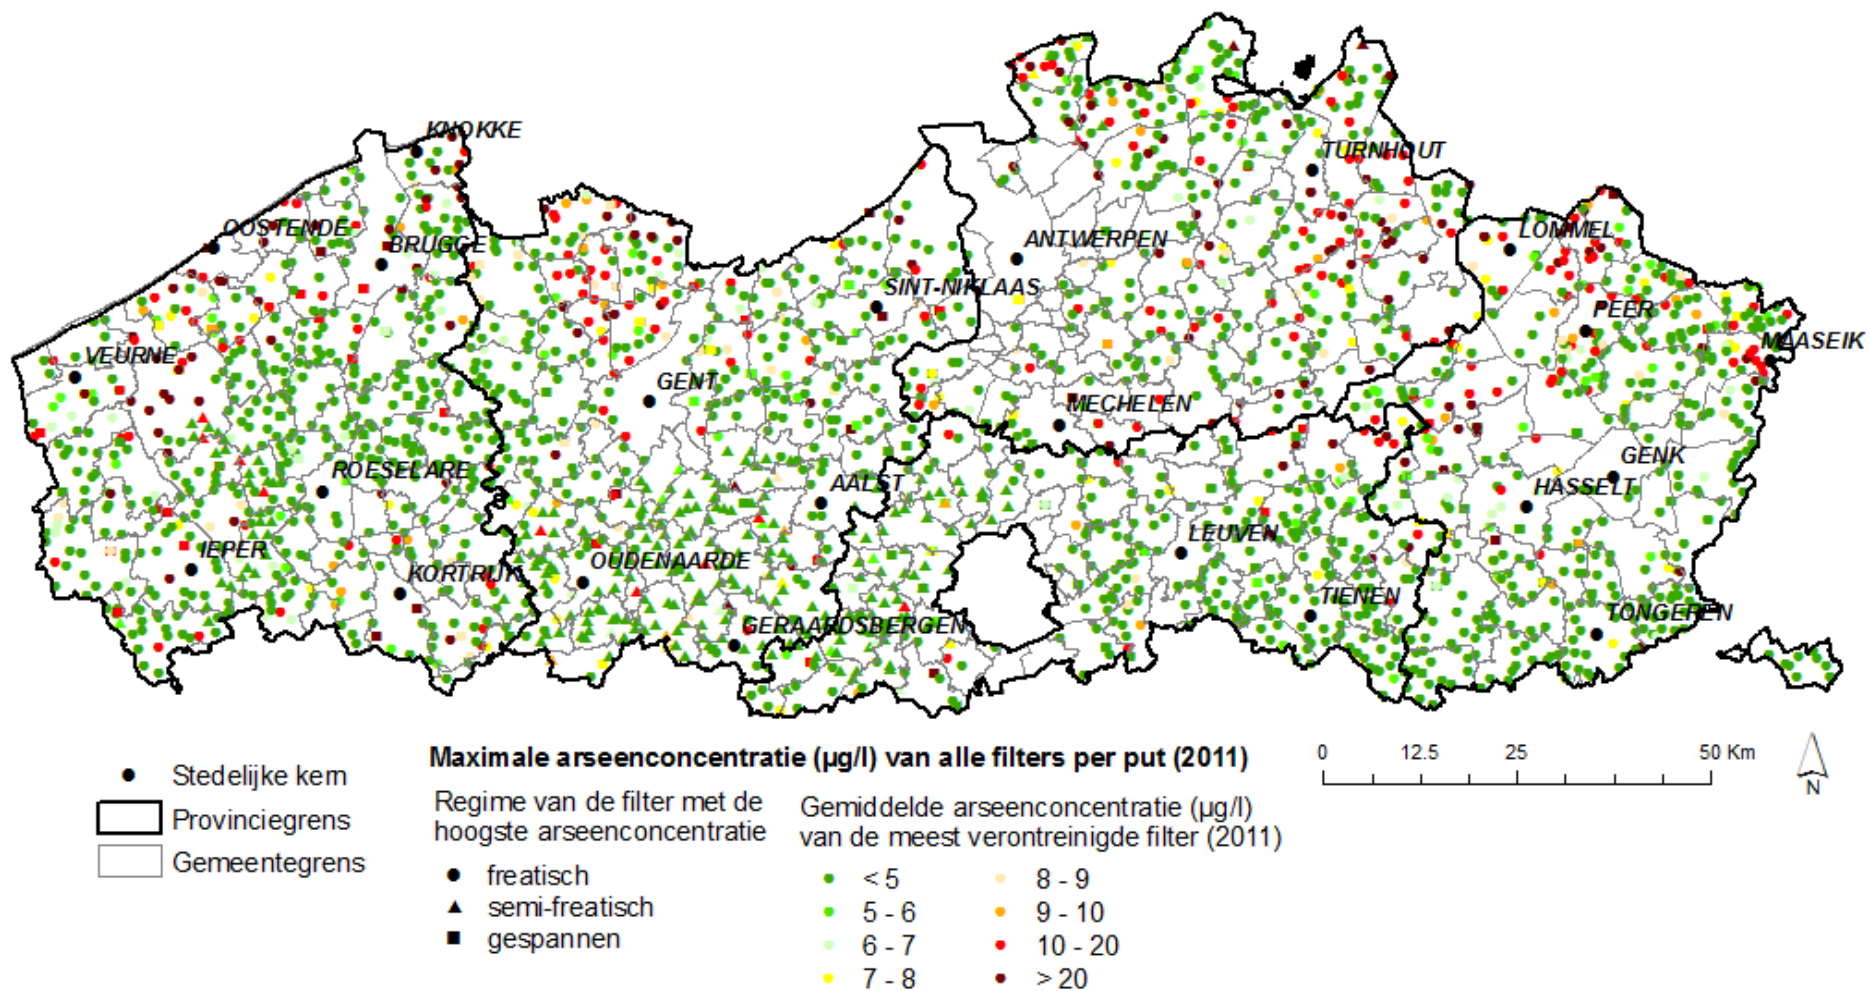 KNOKKE
TURNHOUT
OOSTENDE
BRUGGE
LOMMEL
ANTWERPEN
SINT-NIKLAAS
PEER
MAASEIK
VEURNE
GENT
MECHELEN
ROESELARE
AALST
GENK
HASSELT
IEPER
LEUVEN
OUDENAARDE
KORTRIJK
TIENEN
TONGEREN
GERAARDSBERGEN
Stedelijke kern
Provinciegrens
Gemeentegrens
Maximale arseenconcentratie (µg/l) van alle filters per put (2011)
Regime van de filter met de
hoogste arseenconcentratie
freatisch
semi-freatisch
gespannen
Gemiddelde arseenconcentratie (µg/l)
van de meest verontreinigde filter (2011)
< 5
5 - 6
6 - 7
7 - 8
8 - 9
9 - 10
10 - 20
> 20
0 12.5 25 50 Km
N